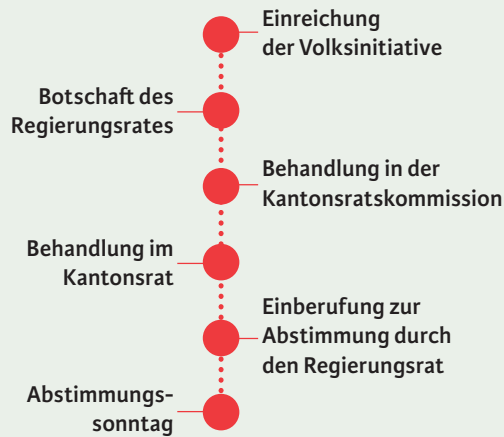 Einreichung
der Volksinitiative
Botschaft des
Regierungsrates
Behandlung in der
Kantonsratskommission
Behandlung im
Kantonsrat
Einberufung zur
Abstimmung durch
den Regierungsrat
Abstimmungs-
sonntag